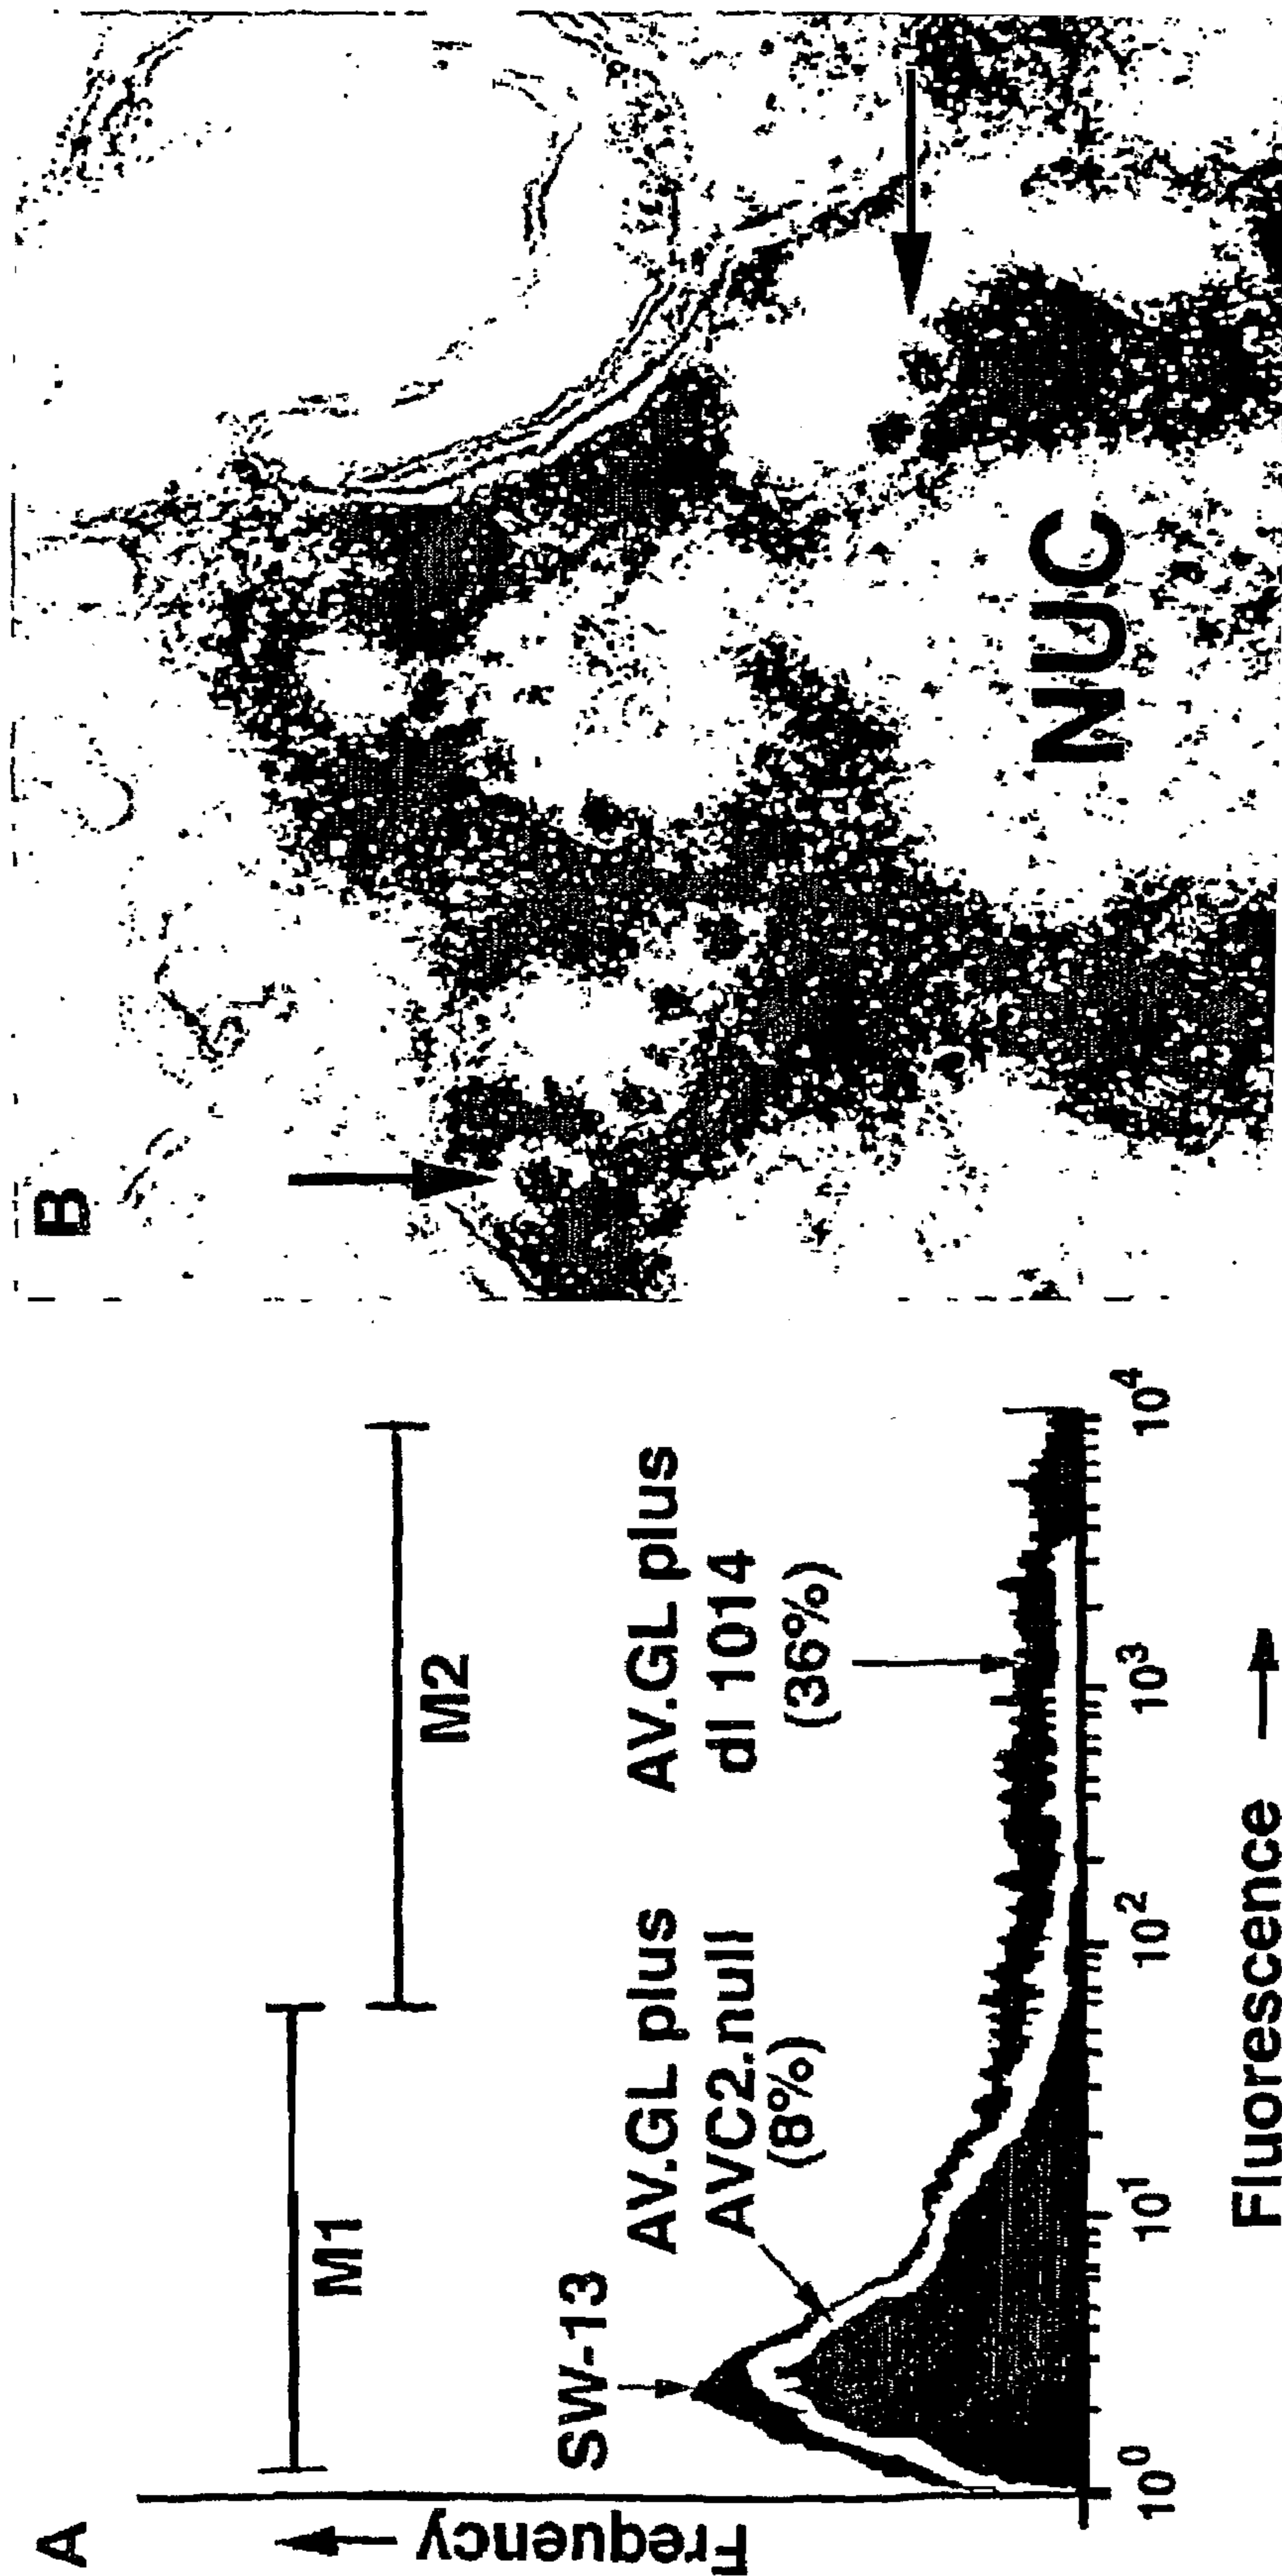 A
Frequency
M1
M2
SW-13
AV.GL plus
AVC2.null
(8%)
AV.GL plus
dl 1014
(36%)
10^0
10^1
10^2
10^3
10^4
Fluorescence
B
NUC